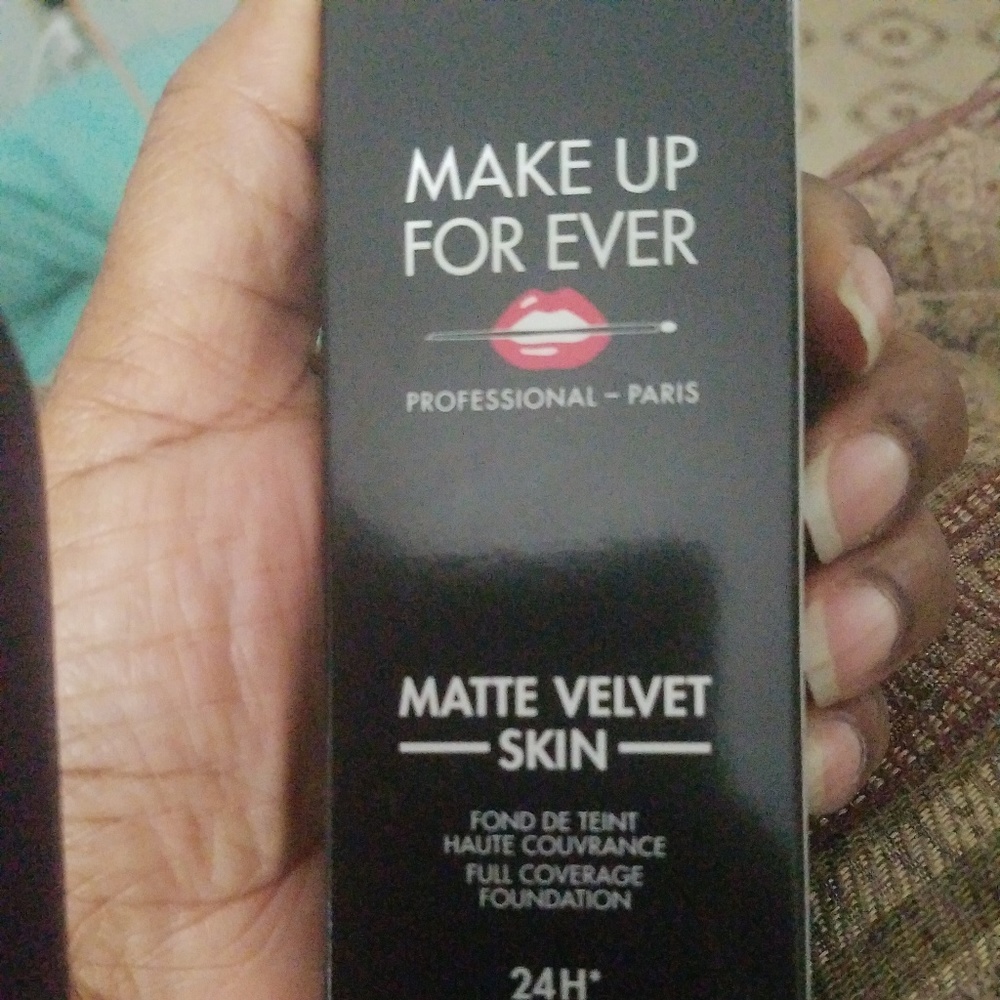 MAKE UP
FOR EVER
PROFESSIONAL – PARIS
MATTE VELVET
SKIN
FOND DE TEINT
HAUTE COUVRANCE
FULL COVERAGE
FOUNDATION
24H*